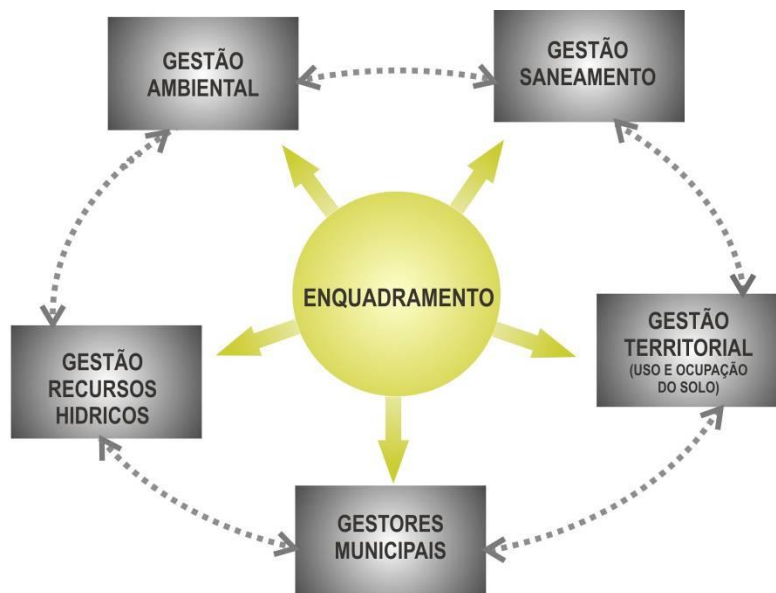 GESTÃO
AMBIENTAL
GESTÃO
SANEAMENTO
ENQUADRAMENTO
GESTÃO
RECURSOS
HIDRICOS
GESTÃO
TERRITORIAL
(USO E OCUPAÇÃO
DO SOLO)
GESTORES
MUNICIPAIS